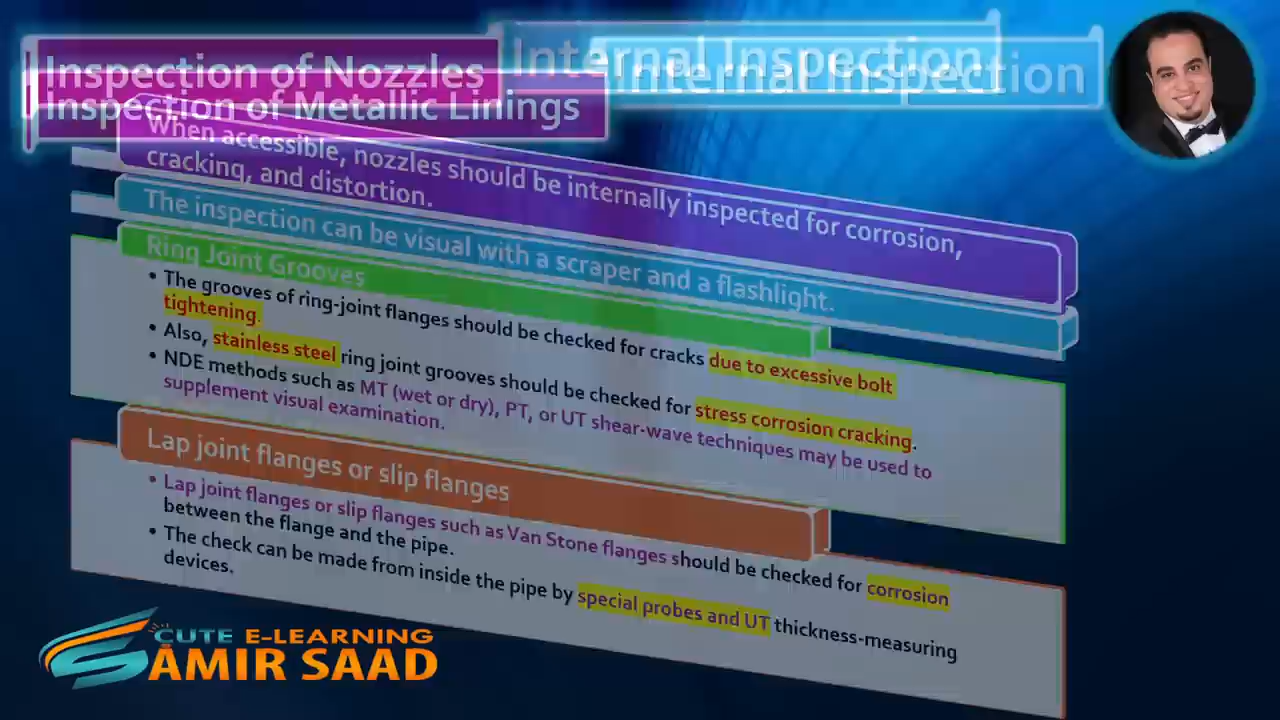 Internal Inspection
Internal Inspection
Inspection of Nozzles
Inspection of Metallic Linings
When accessible, nozzles should be internally inspected for corrosion,
cracking, and distortion.
The inspection can be visual with a scraper and a flashlight.
Ring Joint Grooves
• The grooves of ring-joint flanges should be checked for cracks due to excessive bolt
tightening.
• Also, stainless steel ring joint grooves should be checked for stress corrosion cracking.
• NDE methods such as MT (wet or dry), PT, or UT shear-wave techniques may be used to
supplement visual examination.
Lap joint flanges or slip flanges
• Lap joint flanges or slip flanges such as Van Stone flanges should be checked for corrosion
between the flange and the pipe.
• The check can be made from inside the pipe by special probes and UT thickness-measuring
devices.
CUTE E-LEARNING
AMIR SAAD